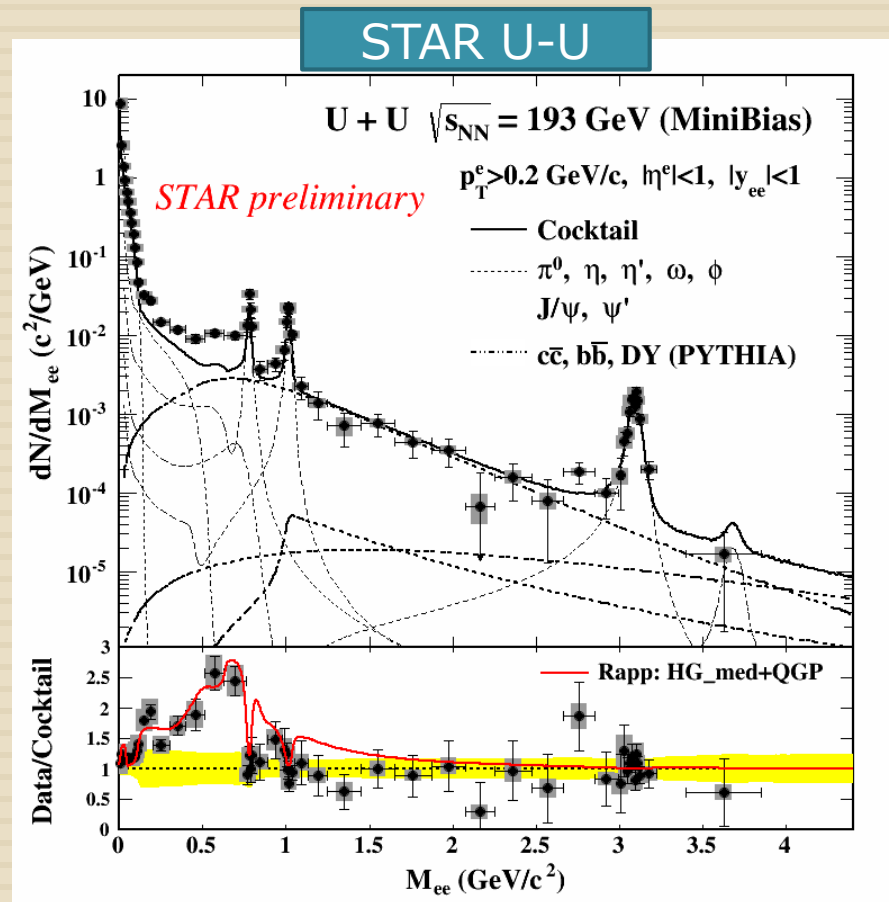 STAR U-U
U + U √s_NN = 193 GeV (MiniBias)
p_T^e>0.2 GeV/c, |η^e|<1, |y_ee|<1
STAR preliminary
Cocktail
π⁰, η, η', ω, ϕ
J/ψ, ψ'
cc̅, bb̅, DY (PYTHIA)
dN/dM_ee (c²/GeV)
10
1
10⁻¹
10⁻²
10⁻³
10⁻⁴
10⁻⁵
3
2.5
2
1.5
1
0.5
0
Data/Cocktail
Rapp: HG_med+QGP
0 0.5 1 1.5 2 2.5 3 3.5 4
M_ee (GeV/c²)